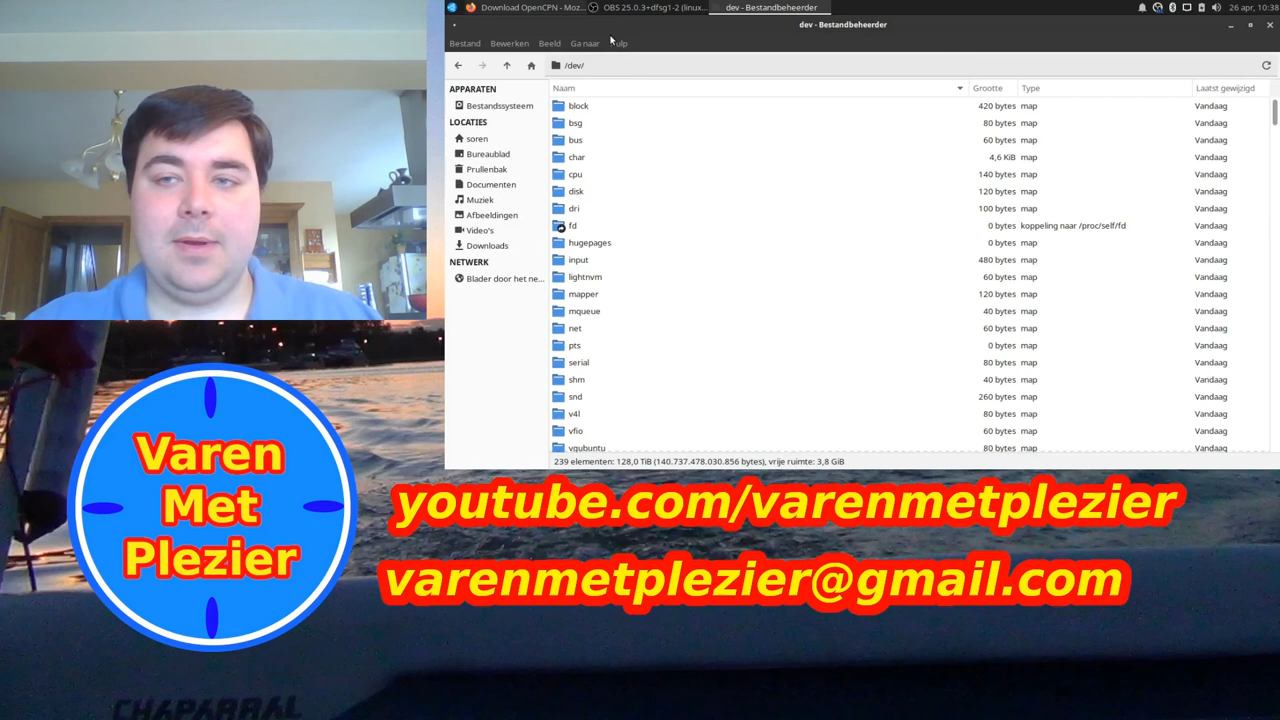 Download OpenCPN - Moz...
OBS 25.0.3+dfsg1-2 (linux...
dev - Bestandbeheerder
26 apr, 10:38
dev - Bestandbeheerder
Bestand Bewerken Beeld Ga naar ulp
/dev/
APPARATEN
Bestandssysteem
LOCATIES
soren
Bureaublad
Prullenbak
Documenten
Muziek
Afbeeldingen
Video's
Downloads
NETWERK
Blader door het ne...
Naam Grootte Type Laatst gewijzigd
block 420 bytes map Vandaag
bsg 80 bytes map Vandaag
bus 60 bytes map Vandaag
char 4,6 KiB map Vandaag
cpu 140 bytes map Vandaag
disk 120 bytes map Vandaag
dri 100 bytes map Vandaag
fd 0 bytes koppeling naar /proc/self/fd Vandaag
hugepages 0 bytes map Vandaag
input 480 bytes map Vandaag
lightnvm 60 bytes map Vandaag
mapper 120 bytes map Vandaag
mqueue 40 bytes map Vandaag
net 60 bytes map Vandaag
pts 0 bytes map Vandaag
serial 80 bytes map Vandaag
shm 40 bytes map Vandaag
snd 260 bytes map Vandaag
v4l 80 bytes map Vandaag
vfio 60 bytes map Vandaag
vgubuntu 80 bytes map Vandaag
239 elementen: 128,0 TiB (140.737.478.030.856 bytes), vrije ruimte: 3,8 GiB
Varen
Met
Plezier
youtube.com/varenmetplezier
varenmetplezier@gmail.com
CHAPARRAL